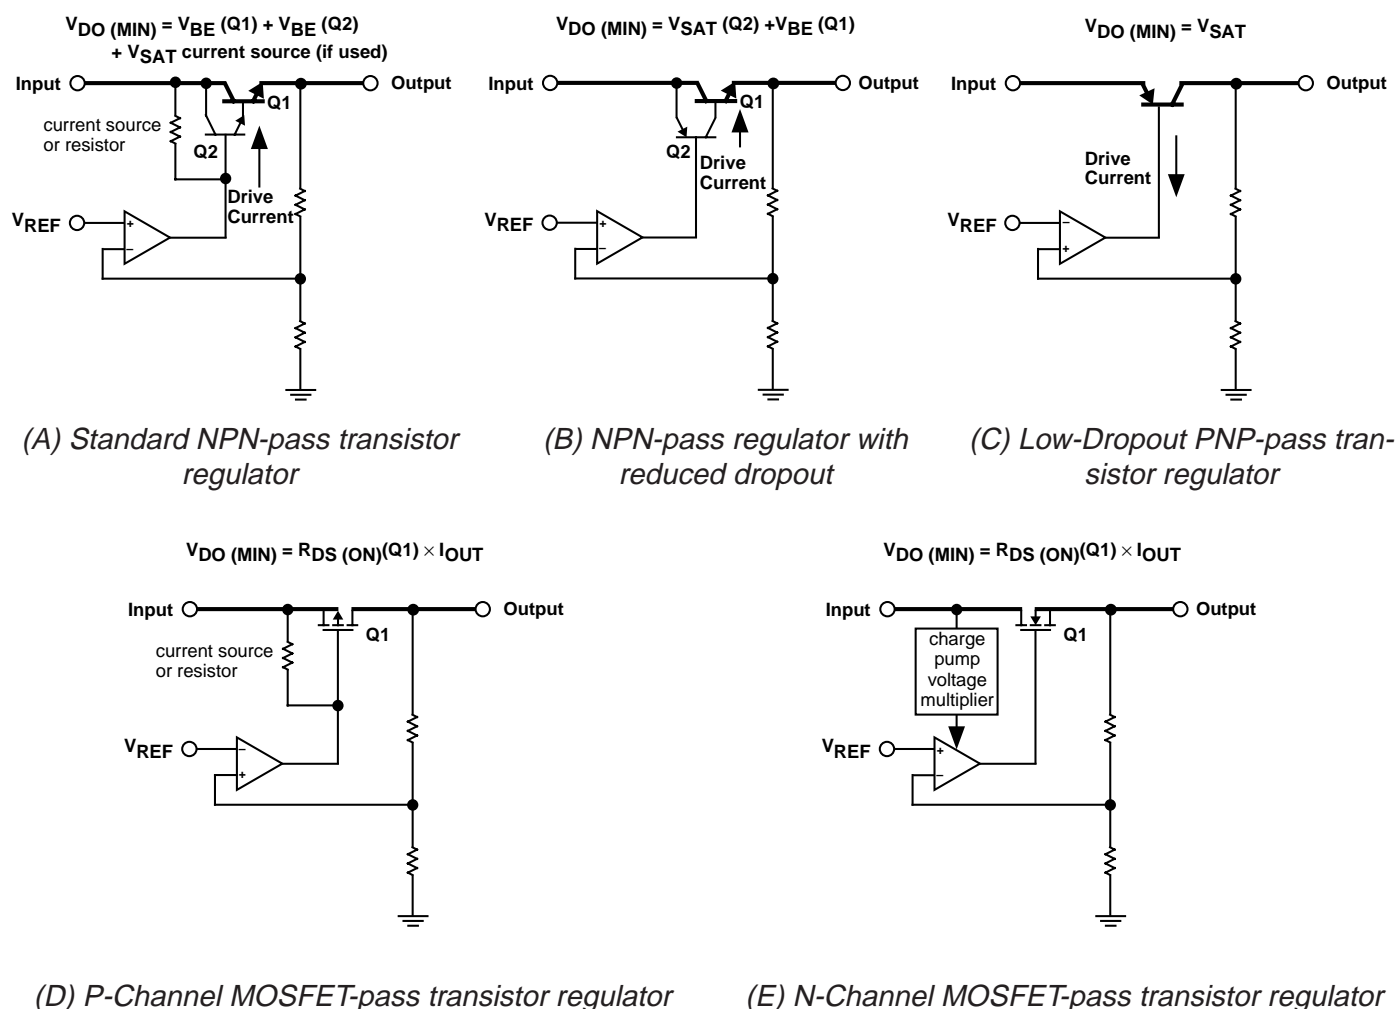 VDO (MIN) = VBE (Q1) + VBE (Q2)
+ VSAT current source (if used)
Input
Output
Q1
current source
or resistor
Q2
Drive
Current
VREF
+
–
(A) Standard NPN-pass transistor
regulator
VDO (MIN) = VSAT (Q2) +VBE (Q1)
Input
Output
Q1
Q2
Drive
Current
VREF
+
–
(B) NPN-pass regulator with
reduced dropout
VDO (MIN) = VSAT
Input
Output
Drive
Current
VREF
–
+
(C) Low-Dropout PNP-pass tran-
sistor regulator
VDO (MIN) = RDS (ON)(Q1) × IOUT
Input
Output
Q1
current source
or resistor
VREF
–
+
(D) P-Channel MOSFET-pass transistor regulator
VDO (MIN) = RDS (ON)(Q1) × IOUT
Input
Output
Q1
charge
pump
voltage
multiplier
VREF
+
–
(E) N-Channel MOSFET-pass transistor regulator